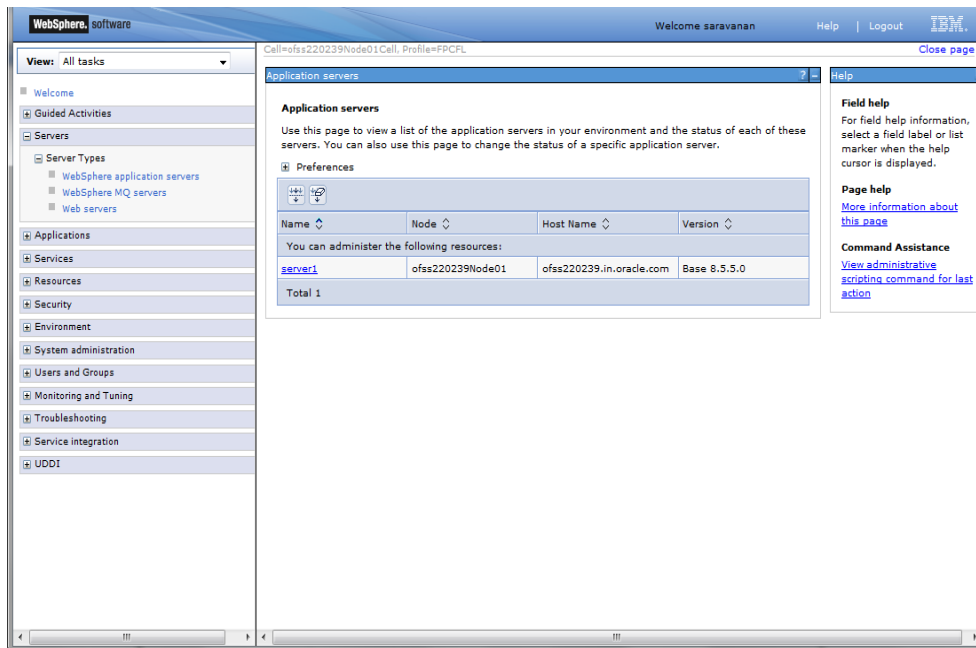 WebSphere. software
Welcome saravanan
Help | Logout
IBM.
View: All tasks
Welcome
Guided Activities
Servers
Server Types
WebSphere application servers
WebSphere MQ servers
Web servers
Applications
Services
Resources
Security
Environment
System administration
Users and Groups
Monitoring and Tuning
Troubleshooting
Service integration
UDDI
Cell=ofss220239Node01Cell, Profile=FPCFL
Close page
Application servers
? -
Application servers
Use this page to view a list of the application servers in your environment and the status of each of these
servers. You can also use this page to change the status of a specific application server.
Preferences
Name Node Host Name Version
You can administer the following resources:
server1 ofss220239Node01 ofss220239.in.oracle.com Base 8.5.5.0
Total 1
Help
Field help
For field help information,
select a field label or list
marker when the help
cursor is displayed.
Page help
More information about
this page
Command Assistance
View administrative
scripting command for last
action